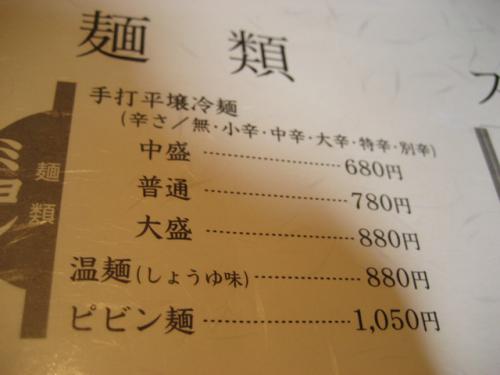 麺類
手打平壌冷麺
(辛さ/無・小辛・中辛・大辛・特辛・別辛)
中盛 ………………… 680円
普通 ………………… 780円
大盛 ………………… 880円
温麺(しょうゆ味) …………… 880円
ピビン麺 ………………… 1,050円
麺類